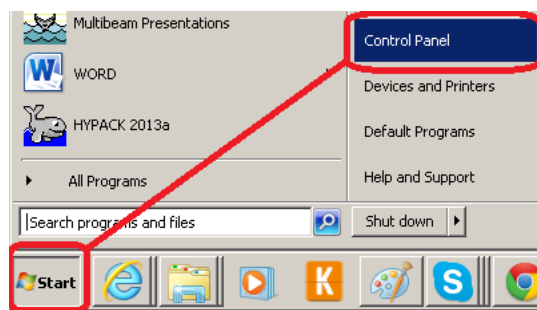 Multibeam Presentations
WORD
HYPACK 2013a
All Programs
Search programs and files
Control Panel
Devices and Printers
Default Programs
Help and Support
Shut down
Start